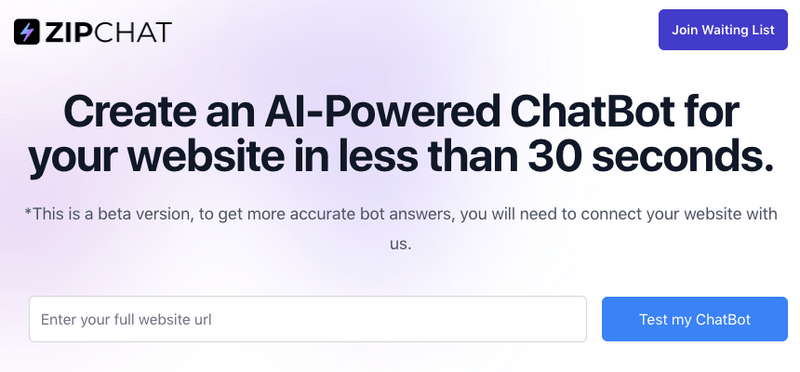 ZIPCHAT
Join Waiting List
Create an AI-Powered ChatBot for
your website in less than 30 seconds.
*This is a beta version, to get more accurate bot answers, you will need to connect your website with
us.
Enter your full website url
Test my ChatBot